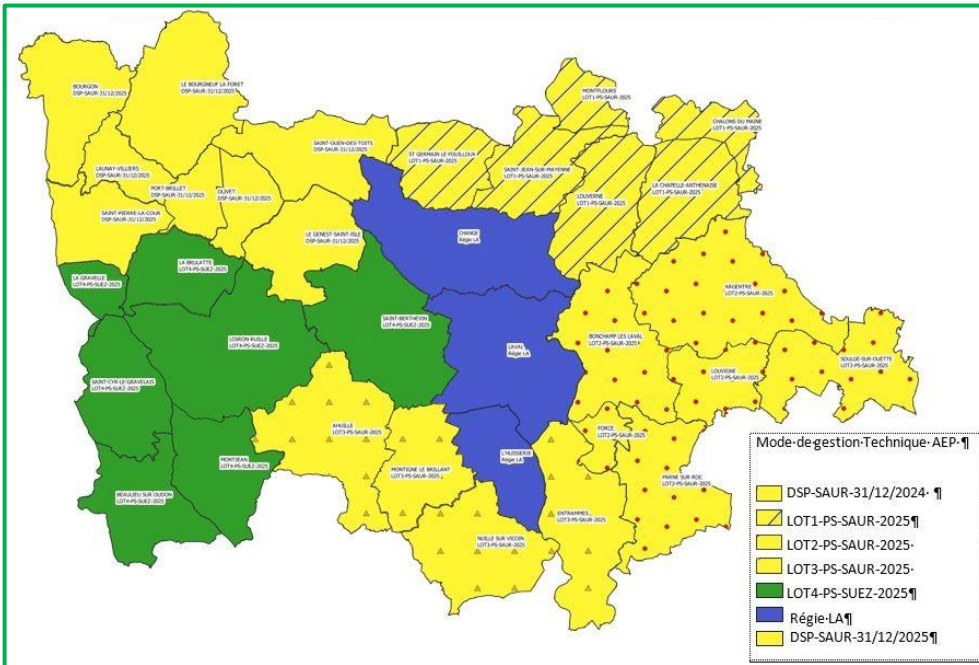 BOURGON
DSP-SAUR-31/12/2025
LE BOURGNEUF LA FORET
DSP-SAUR-31/12/2025
LAUNAY-VILLIERS
DSP-SAUR-31/12/2025
PORT-BRILLET
DSP-SAUR-31/12/2025
OLIVET
DSP-SAUR-31/12/2025
SAINT-OUEN-DES-TOITS
DSP-SAUR-31/12/2025
SAINT-PIERRE-LA-COUR
DSP-SAUR-31/12/2025
LE GENEST-SAINT-ISLE
DSP-SAUR-31/12/2025
ST GERMAIN LE FOUILLOUX
LOT1-PS-SAUR-2025
SAINT-JEAN-SUR-MAYENNE
LOT1-PS-SAUR-2025
MONTFLOURS
LOT1-PS-SAUR-2025
CHALONS DU MAINE
LOT1-PS-SAUR-2025
LOUVERNE
LOT1-PS-SAUR-2025
LA CHAPELLE-ANTHENAISE
LOT1-PS-SAUR-2025
CHANGE
Régie LA
LA GRAVELLE
LOT4-PS-SUEZ-2025
LA BRULATTE
LOT4-PS-SUEZ-2025
LOIRON-RUILLE
LOT4-PS-SUEZ-2025
SAINT-BERTHEVIN
LOT4-PS-SUEZ-2025
LAVAL
Régie LA
ARGENTRE
LOT2-PS-SAUR-2025
BONCHAMP LES LAVAL
LOT2-PS-SAUR-2025
LOUVIGNE
LOT2-PS-SAUR-2025
SOULGE-SUR-OUETTE
LOT2-PS-SAUR-2025
SAINT-CYR-LE-GRAVELAIS
LOT4-PS-SUEZ-2025
MONTJEAN
LOT4-PS-SUEZ-2025
BEAULIEU SUR OUDON
LOT4-PS-SUEZ-2025
AHUILLE
LOT3-PS-SAUR-2025
MONTIGNE LE BRILLANT
LOT3-PS-SAUR-2025
L'HUISSERIE
Régie LA
FORCE
LOT2-PS-SAUR-2025
PARNE SUR ROC
LOT2-PS-SAUR-2025
ENTRAMMES
LOT3-PS-SAUR-2025
NUILLE SUR VICOIN
LOT3-PS-SAUR-2025
Mode·de·gestion·Technique·AEP·¶
DSP-SAUR-31/12/2024·¶
LOT1-PS-SAUR-2025¶
LOT2-PS-SAUR-2025·
LOT3-PS-SAUR-2025·
LOT4-PS-SUEZ-2025¶
Régie·LA¶
DSP-SAUR-31/12/2025¶